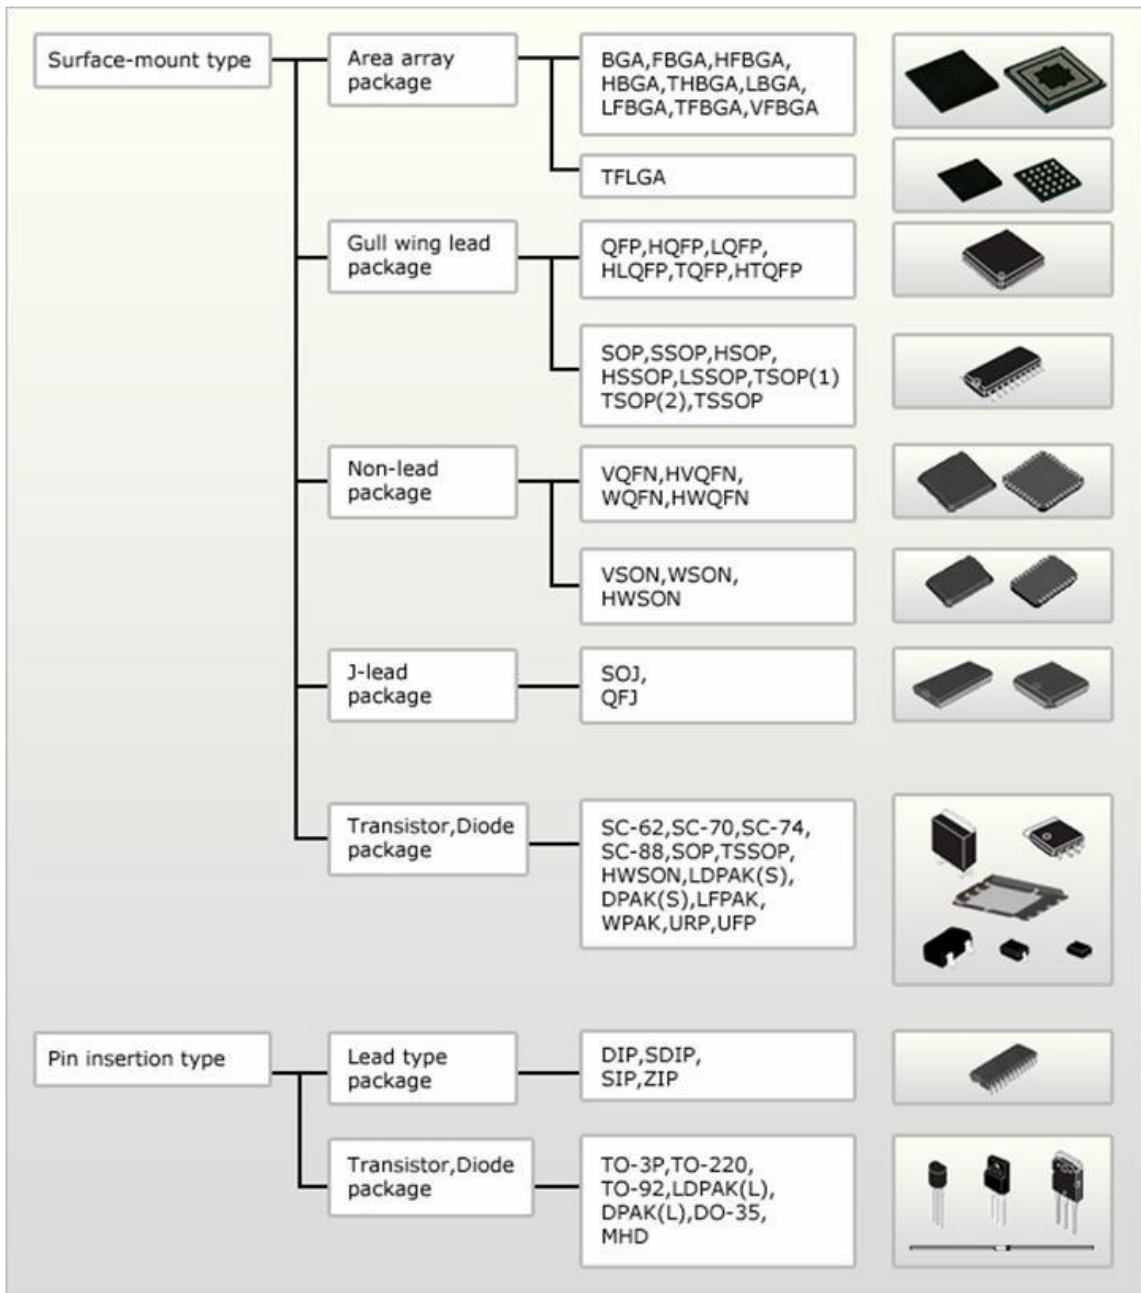 Surface-mount type
Area array
package
BGA,FBGA,HFBGA,
HBGA,THBGA,LBGA,
LFBGA,TFBGA,VFBGA
TFLGA
Gull wing lead
package
QFP,HQFP,LQFP,
HLQFP,TQFP,HTQFP
SOP,SSOP,HSOP,
HSSOP,LSSOP,TSOP(1)
TSOP(2),TSSOP
Non-lead
package
VQFN,HVQFN,
WQFN,HWQFN
VSON,WSON,
HWSON
J-lead
package
SOJ,
QFJ
Transistor,Diode
package
SC-62,SC-70,SC-74,
SC-88,SOP,TSSOP,
HWSON,LDPAK(S),
DPAK(S),LFPAK,
WPAK,URP,UFP
Pin insertion type
Lead type
package
DIP,SDIP,
SIP,ZIP
Transistor,Diode
package
TO-3P,TO-220,
TO-92,LDPAK(L),
DPAK(L),DO-35,
MHD